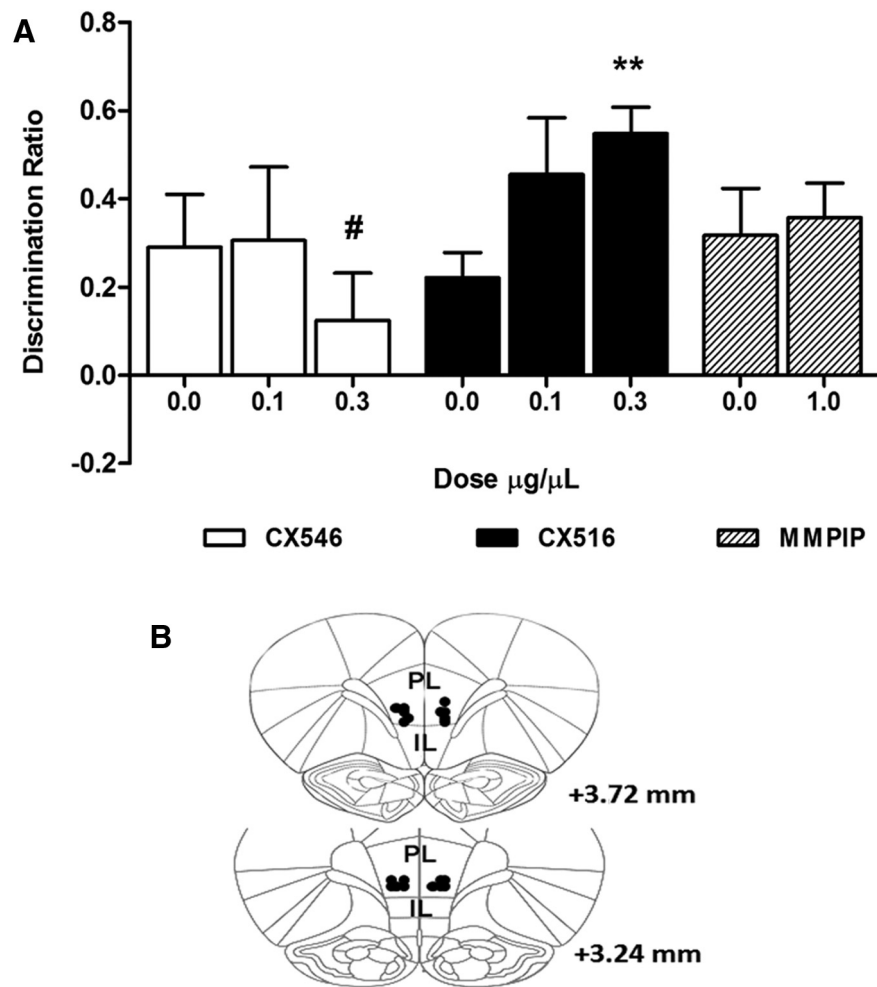 A
0.8
0.6
0.4
0.2
0.0
-0.2
Discrimination Ratio
#
**
0.0 0.1 0.3 0.0 0.1 0.3 0.0 1.0
Dose µg/µL
CX546 CX516 MMPIP
B
PL
IL
+3.72 mm
PL
IL
+3.24 mm